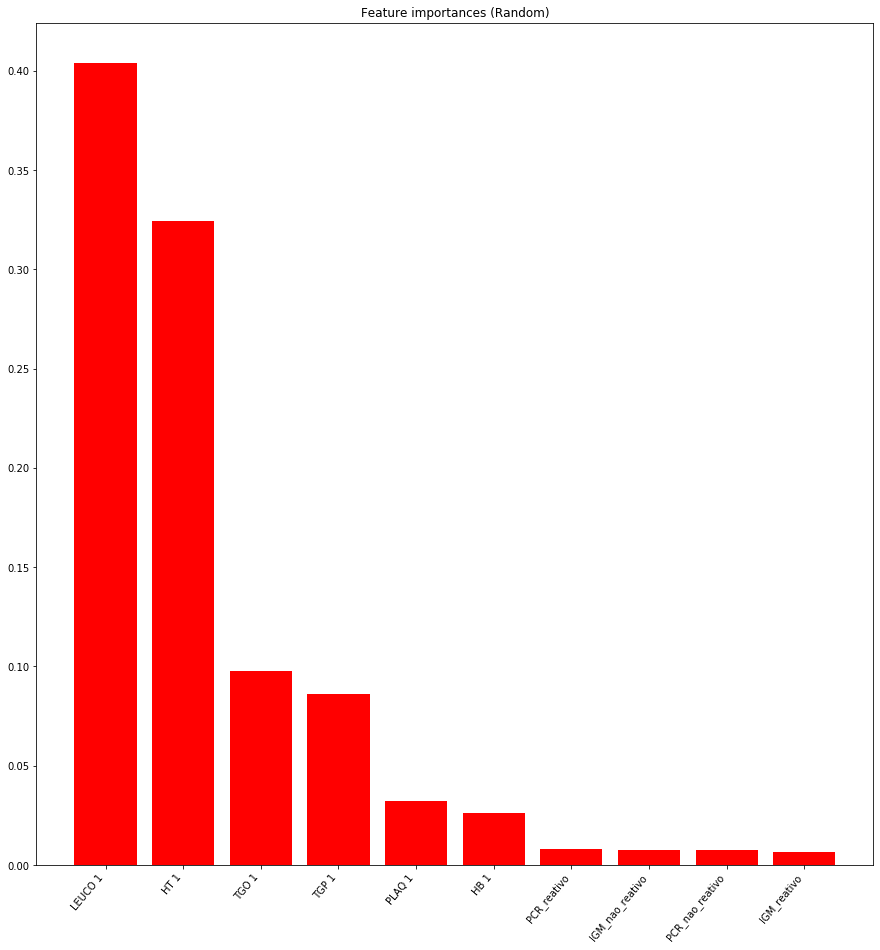 Feature importances (Random)
0.40
0.35
0.30
0.25
0.20
0.15
0.10
0.05
0.00
LEUCO 1
HT 1
TGO 1
TGP 1
PLAQ 1
HB 1
PCR_reativo
IGM_nao_reativo
PCR_nao_reativo
IGM_reativo